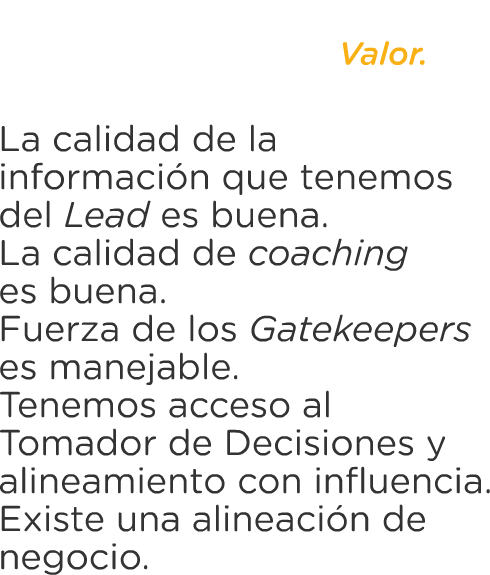 Valor.
La calidad de la
información que tenemos
del Lead es buena.
La calidad de coaching
es buena.
Fuerza de los Gatekeepers
es manejable.
Tenemos acceso al
Tomador de Decisiones y
alineamiento con influencia.
Existe una alineación de
negocio.